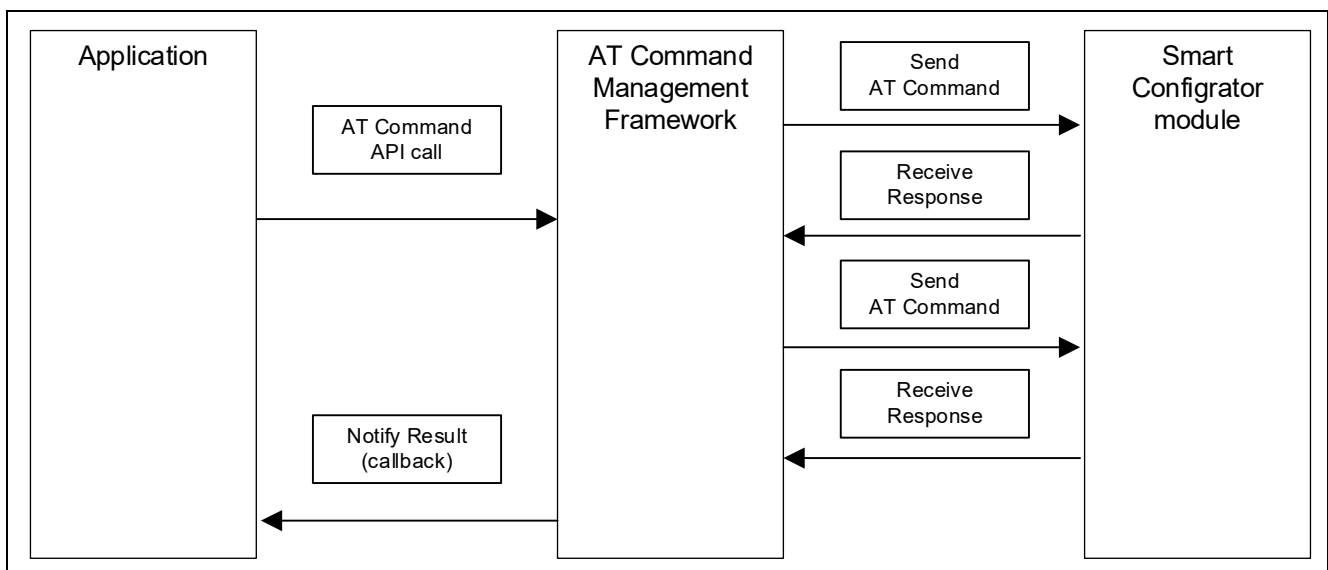 Application
AT Command
API call
Notify Result
(callback)
AT Command
Management
Framework
Send
AT Command
Receive
Response
Send
AT Command
Receive
Response
Smart
Configrator
module